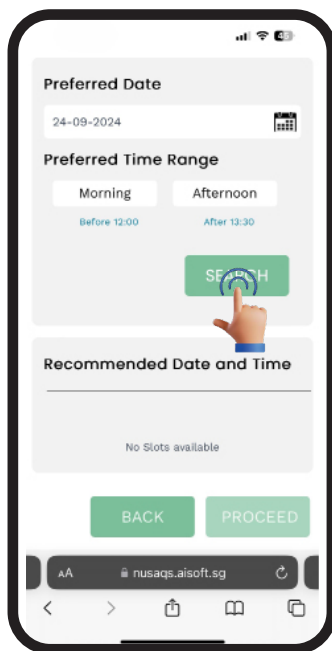 Preferred Date
24-09-2024
Preferred Time Range
Morning Afternoon
Before 12:00 After 13:30
SEARCH
Recommended Date and Time
No Slots available
BACK PROCEED
AA nusaqs.aisoft.sg